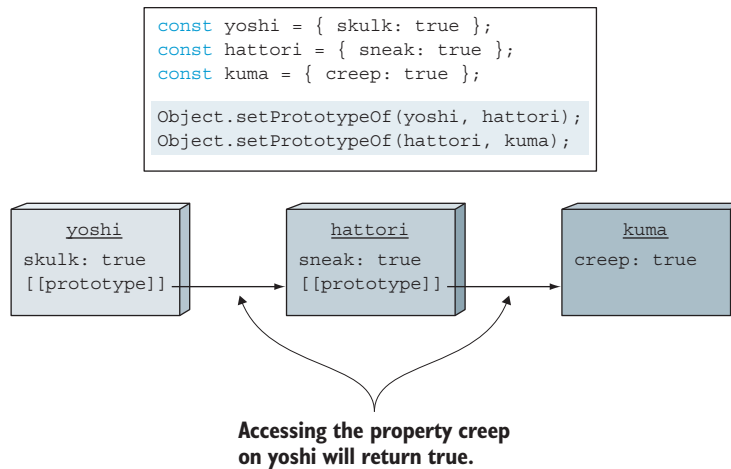 const yoshi = { skulk: true };
const hattori = { sneak: true };
const kuma = { creep: true };
Object.setPrototypeOf(yoshi, hattori);
Object.setPrototypeOf(hattori, kuma);
yoshi
skulk: true
[[prototype]]
hattori
sneak: true
[[prototype]]
kuma
creep: true
Accessing the property creep
on yoshi will return true.